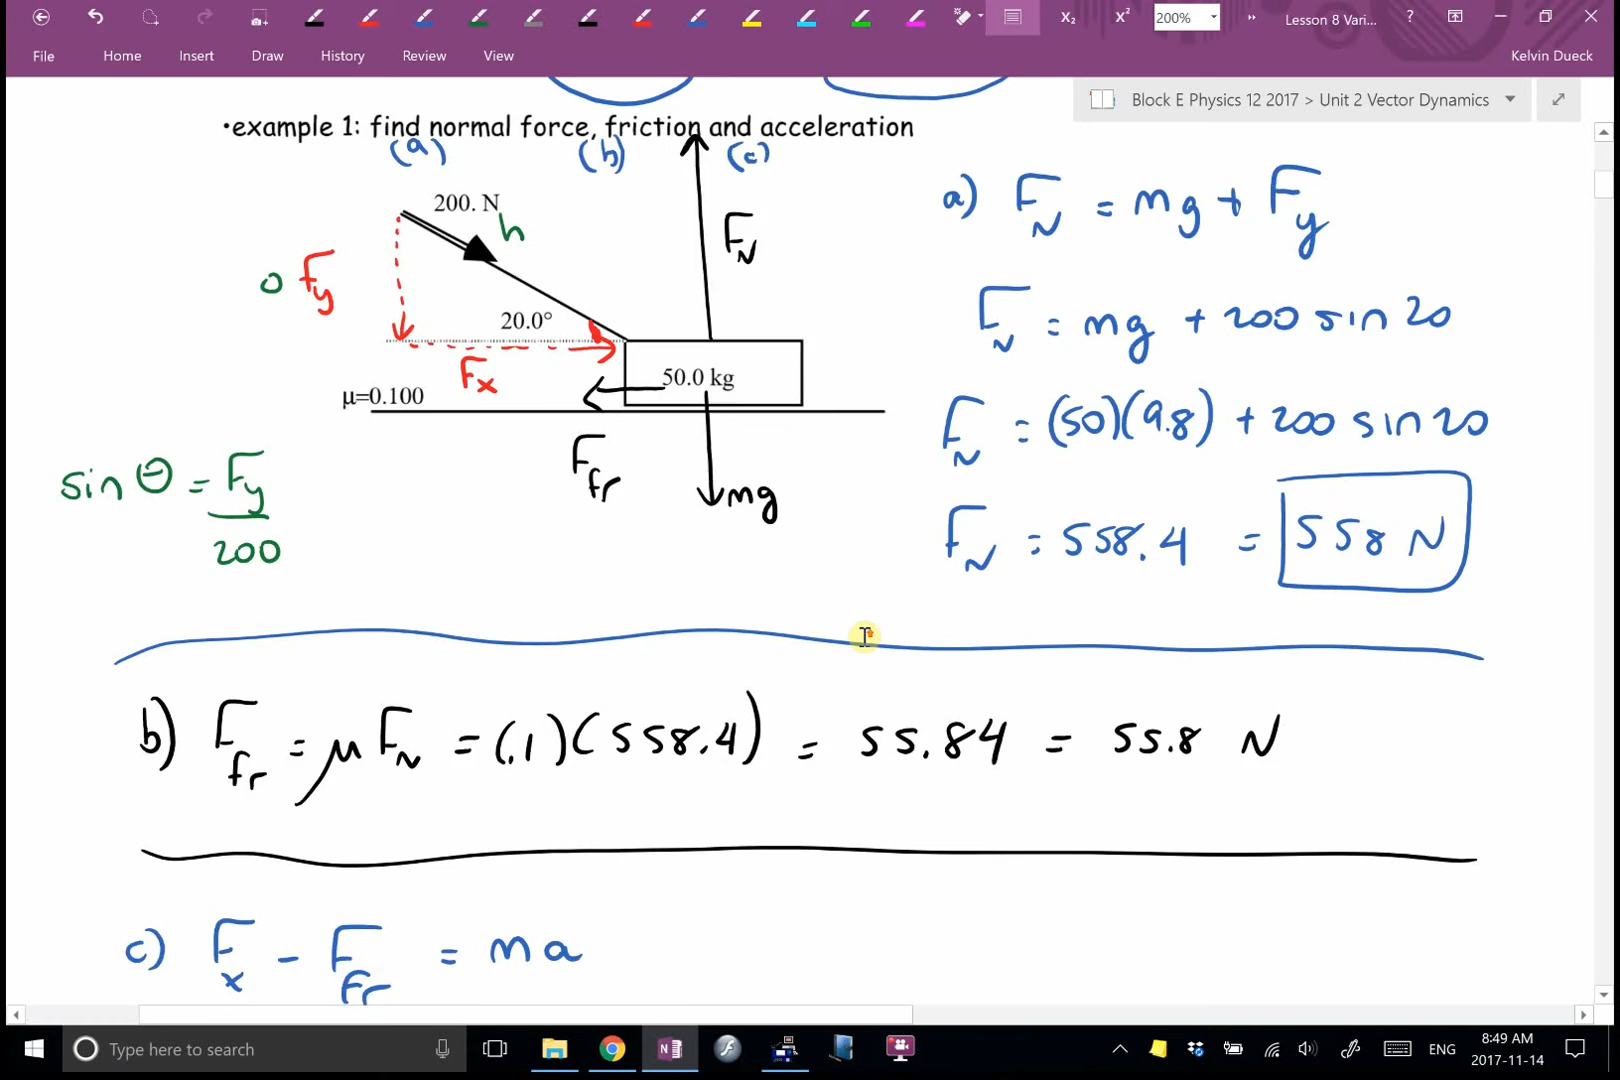 200%
Lesson 8 Vari...
?
File Home Insert Draw History Review View
Kelvin Dueck
Block E Physics 12 2017 > Unit 2 Vector Dynamics
•example 1: find normal force, friction and acceleration
(a) (b) (c)
200. N
h
F_N
o F_y
20.0°
F_x
50.0 kg
μ=0.100
F_fr
mg
sin θ = F_y / 200
a) F_N = mg + F_y
F_N = mg + 200 sin 20
F_N = (50)(9.8) + 200 sin 20
F_N = 558.4 = 558 N
b) F_fr = μ F_N = (.1)(558.4) = 55.84 = 55.8 N
c) F_x - F_fr = ma
Type here to search
ENG
8:49 AM
2017-11-14